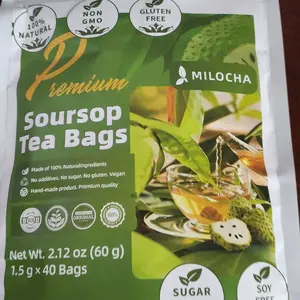 100%
NATURAL
NON
GMO
GLUTEN
FREE
Premium
MILOCHA
Soursop
Tea Bags
Made of 100% Naturalingredients
No additives. No sugar. No gluten. Vegan
Hand-made product. Premium quality
ORIGINAL
Net Wt. 2.12 oz (60 g)
1.5 g x 40 Bags
SUGAR
SOY
FREE